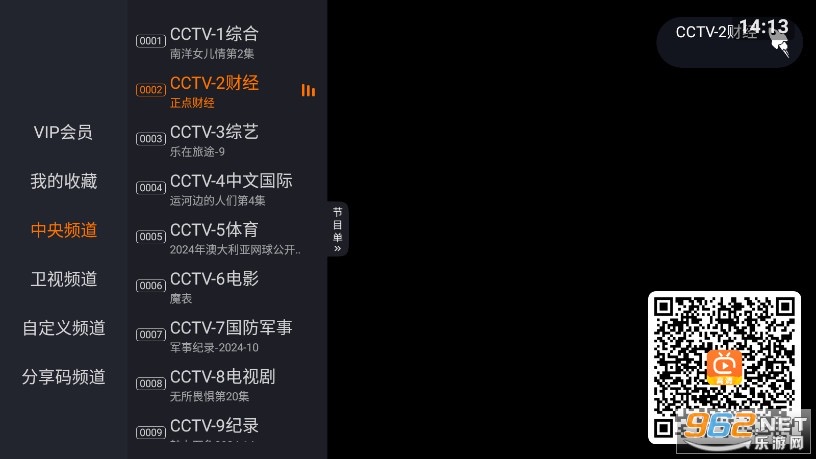 VIP会员
我的收藏
中央频道
卫视频道
自定义频道
分享码频道
0001 CCTV-1综合
南洋女儿情第2集
0002 CCTV-2财经
正点财经
0003 CCTV-3综艺
乐在旅途-9
0004 CCTV-4中文国际
运河边的人们第4集
0005 CCTV-5体育
2024年澳大利亚网球公开..
0006 CCTV-6电影
魔表
0007 CCTV-7国防军事
军事纪录-2024-10
0008 CCTV-8电视剧
无所畏惧第20集
0009 CCTV-9纪录
节目单»
CCTV-2财经
14:13
962.NET
乐游网